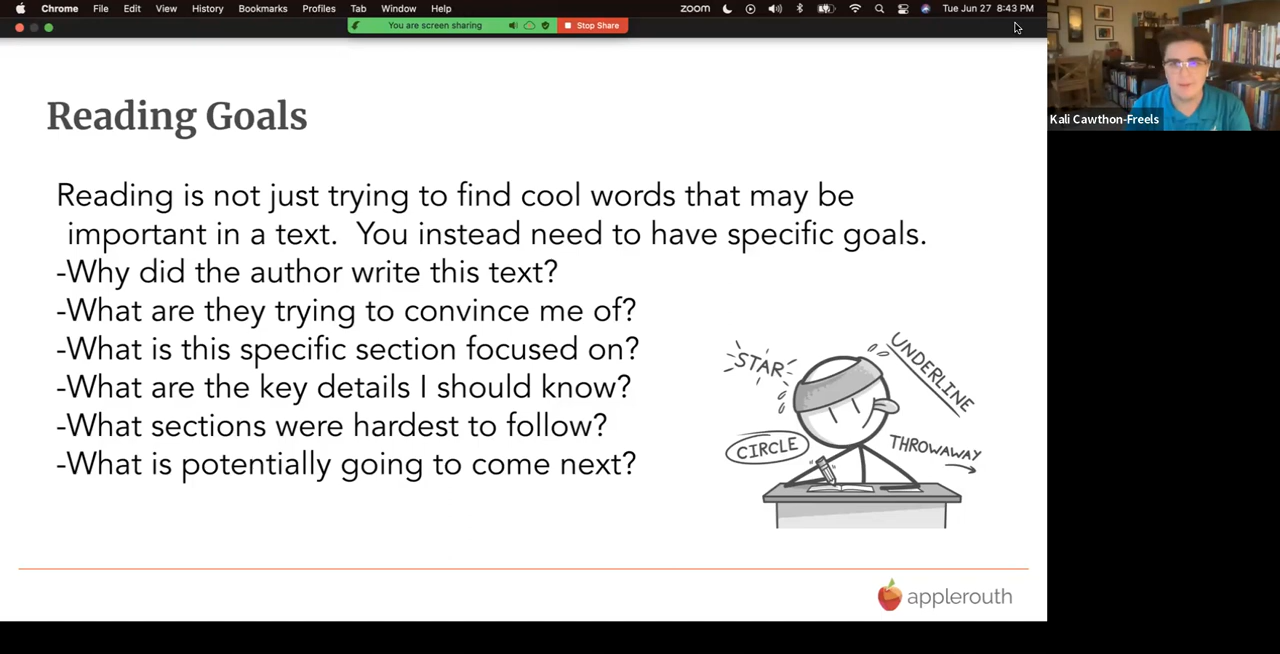 Chrome File Edit View History Bookmarks Profiles Tab Window Help zoom Tue Jun 27 8:43 PM
You are screen sharing Stop Share
Kali Cawthon-Freels
Reading Goals
Reading is not just trying to find cool words that may be
important in a text. You instead need to have specific goals.
-Why did the author write this text?
-What are they trying to convince me of?
-What is this specific section focused on?
-What are the key details I should know?
-What sections were hardest to follow?
-What is potentially going to come next?
STAR
UNDERLINE
CIRCLE
THROWAWAY
applerouth